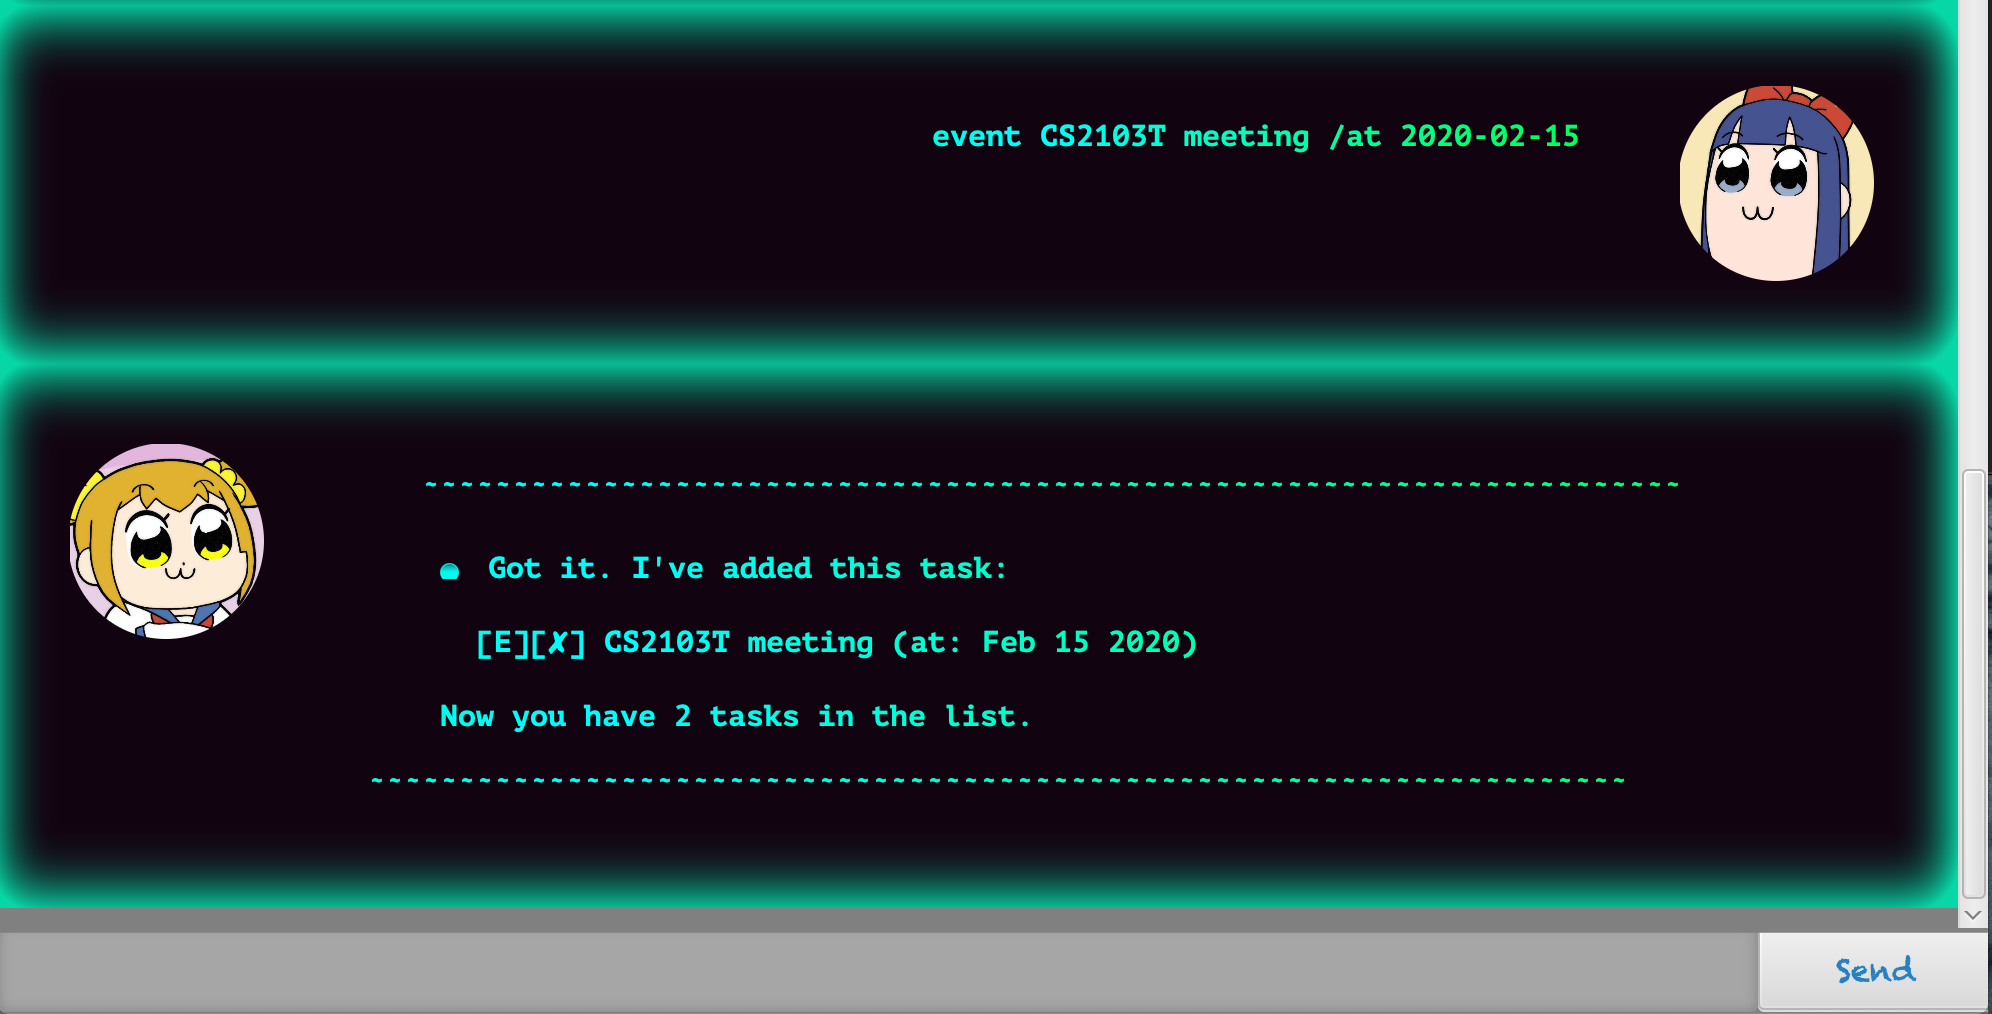 event CS2103T meeting /at 2020-02-15
~~~~~~~~~~~~~~~~~~~~~~~~~~~~~~~~~~~~~~~~~~~~~~~~~~~~~~~~~~~~~~~~~~~~~~
Got it. I've added this task:
[E][✗] CS2103T meeting (at: Feb 15 2020)
Now you have 2 tasks in the list.
~~~~~~~~~~~~~~~~~~~~~~~~~~~~~~~~~~~~~~~~~~~~~~~~~~~~~~~~~~~~~~~~~~~~~~
Send